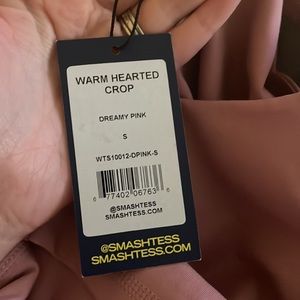 WARM HEARTED
CROP
DREAMY PINK
S
WTS10012-DPINK-S
6 77402 06763 6
@SMASHTESS
SMASHTESS.COM
@SMASHTESS
SMASHTESS.COM